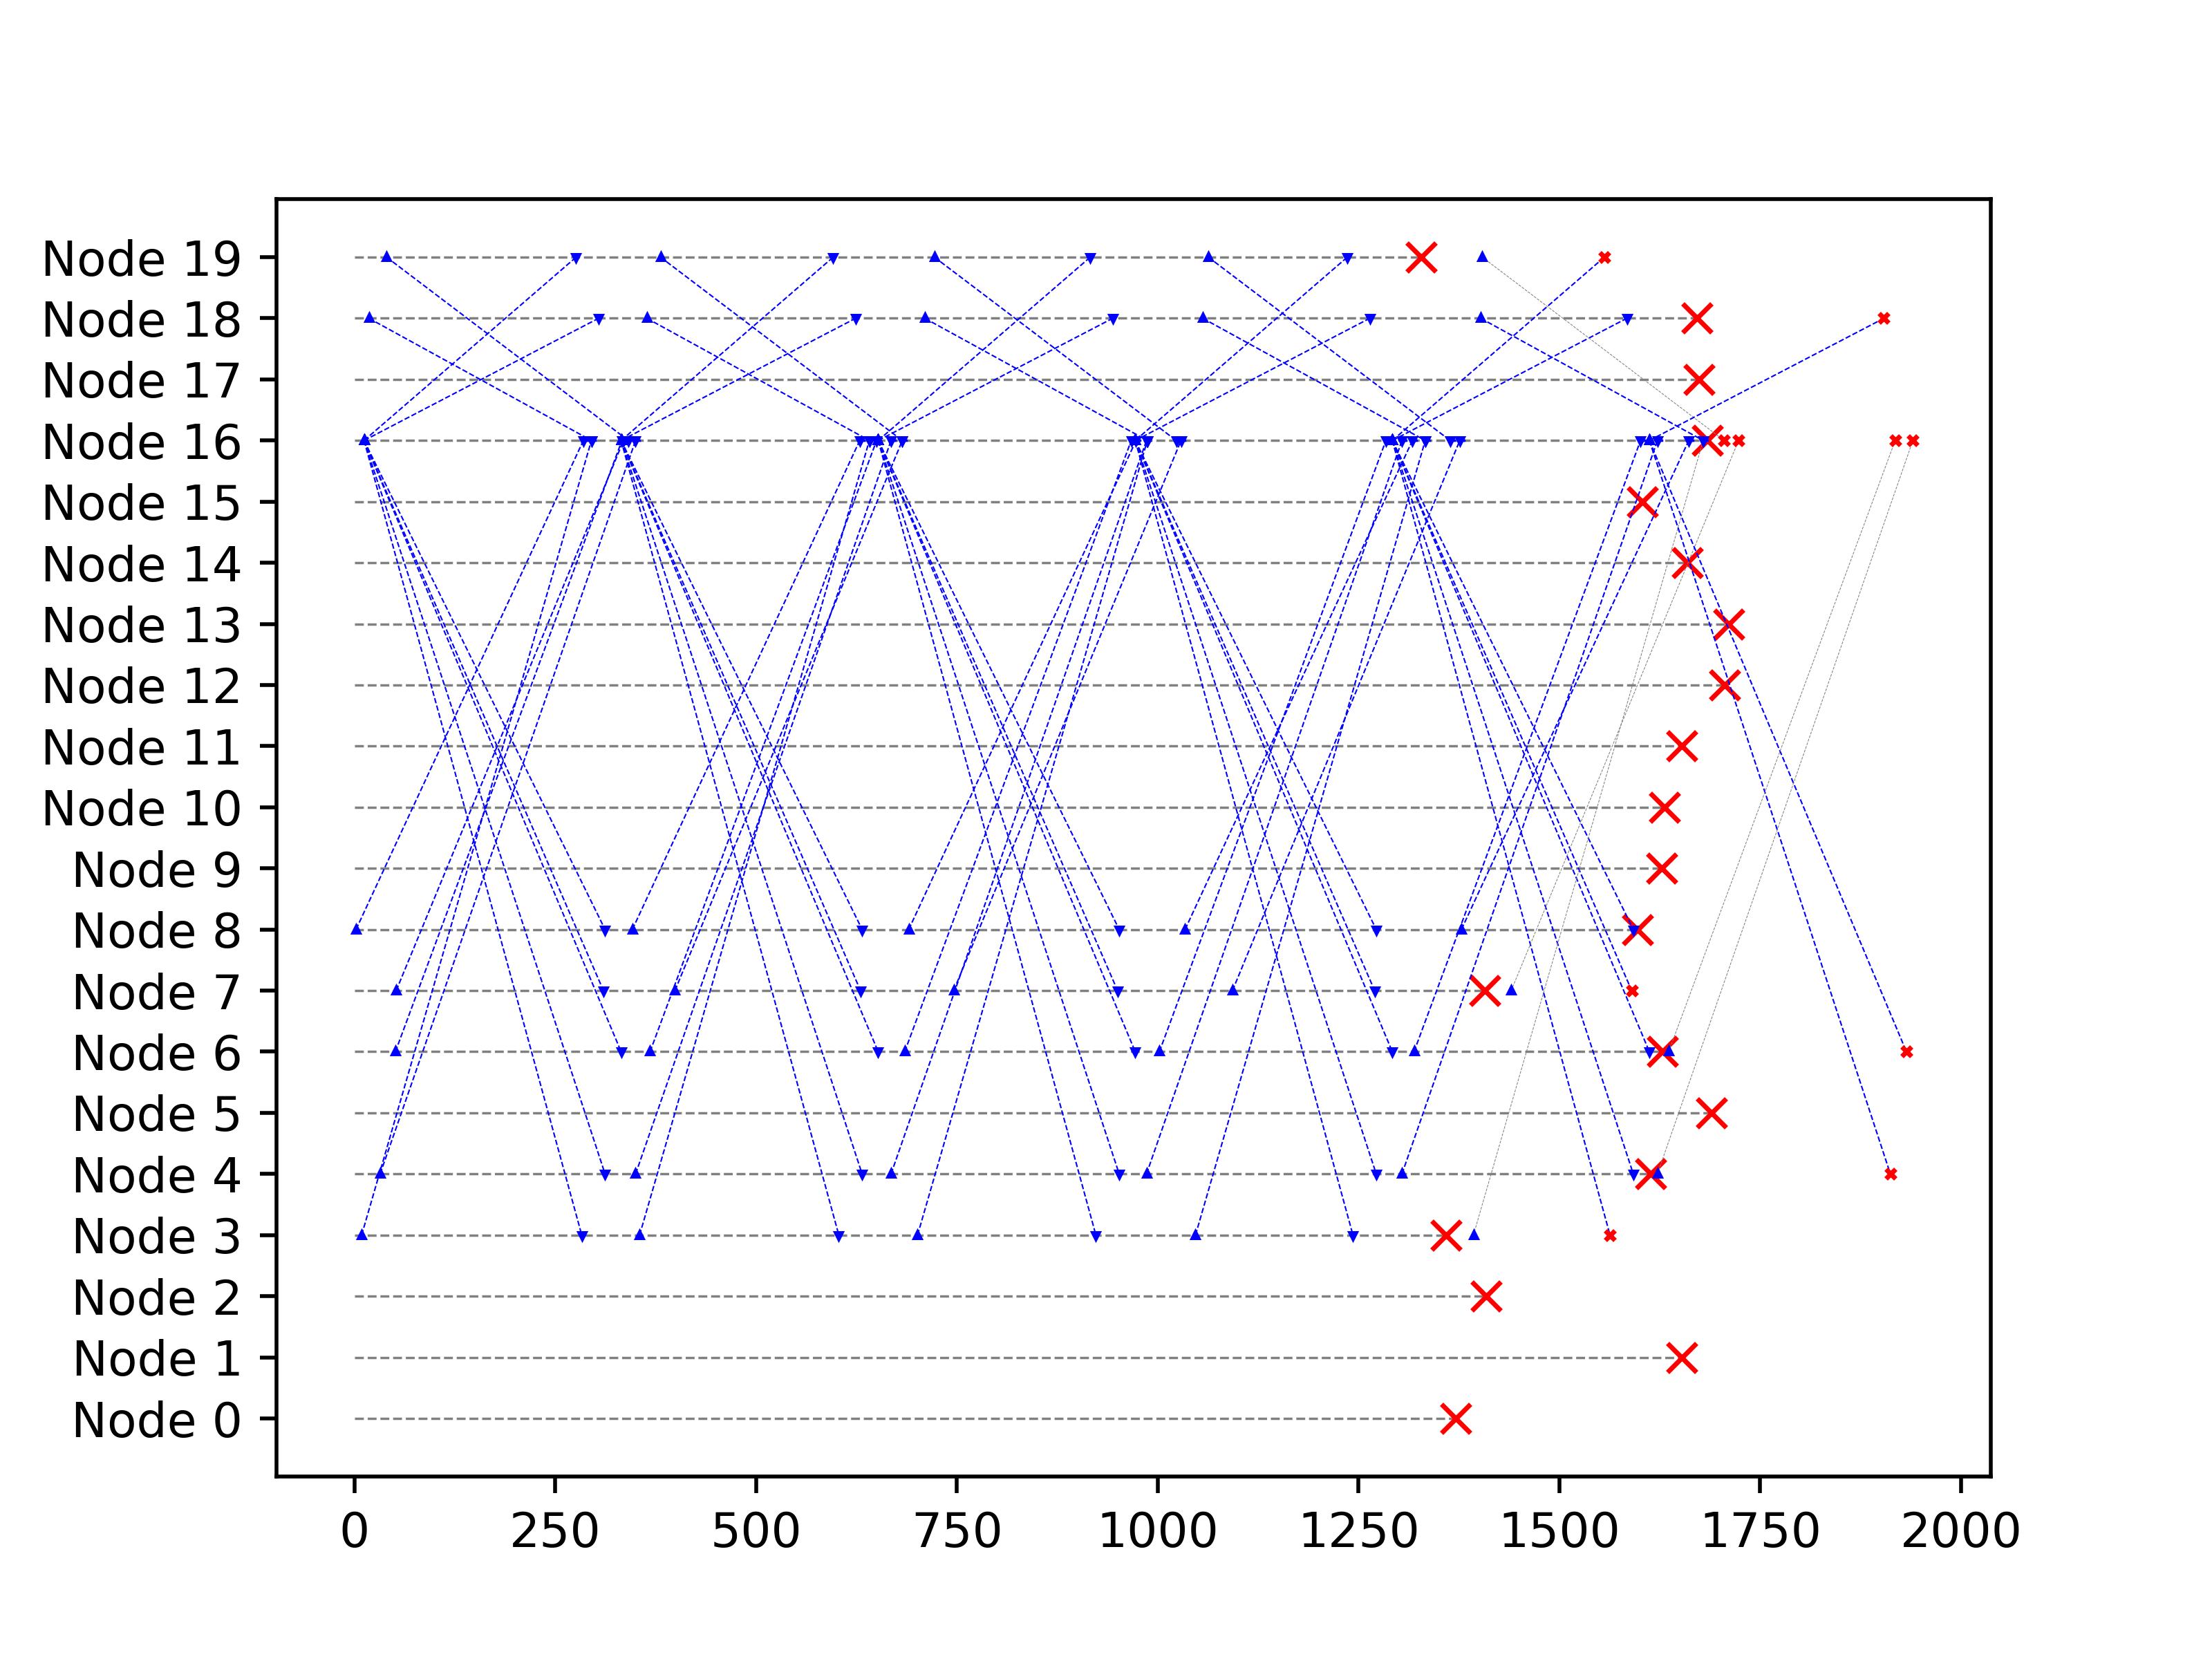 Node 19
Node 18
Node 17
Node 16
Node 15
Node 14
Node 13
Node 12
Node 11
Node 10
Node 9
Node 8
Node 7
Node 6
Node 5
Node 4
Node 3
Node 2
Node 1
Node 0
0 250 500 750 1000 1250 1500 1750 2000